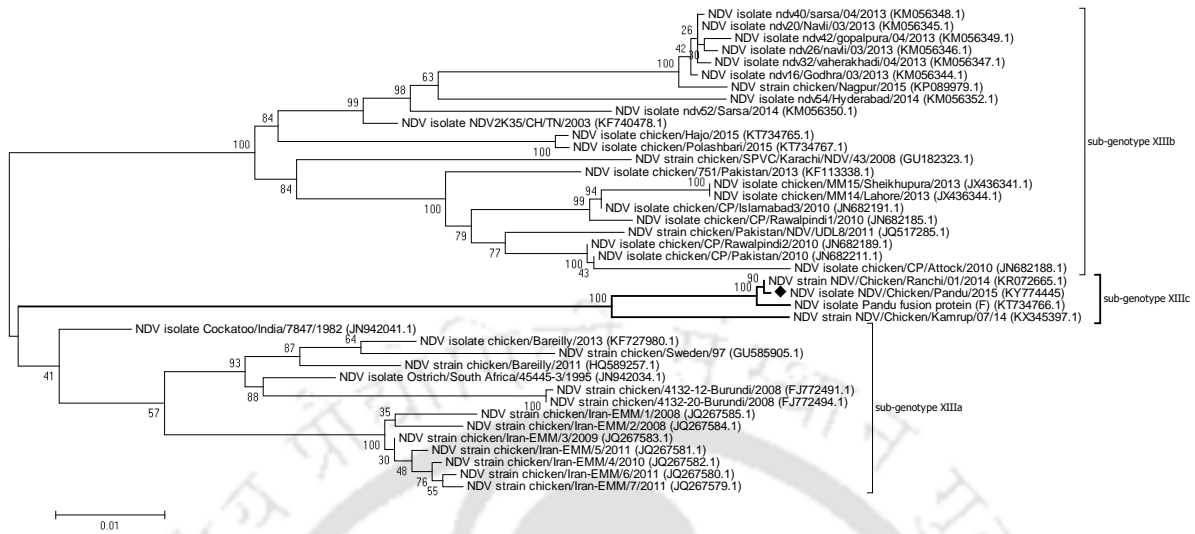 NDV isolate ndv40/sarsa/04/2013 (KM056348.1)
NDV isolate ndv20/Navli/03/2013 (KM056345.1)
26
NDV isolate ndv42/gopalpura/04/2013 (KM056349.1)
42
30
NDV isolate ndv26/navli/03/2013 (KM056346.1)
NDV isolate ndv32/vaherakhadi/04/2013 (KM056347.1)
100
NDV isolate ndv16/Godhra/03/2013 (KM056344.1)
63
NDV strain chicken/Nagpur/2015 (KP089979.1)
98
NDV isolate ndv54/Hyderabad/2014 (KM056352.1)
99
NDV isolate ndv52/Sarsa/2014 (KM056350.1)
84
NDV isolate NDV2K35/CH/TN/2003 (KF740478.1)
NDV isolate chicken/Hajo/2015 (KT734765.1)
100
sub-genotype XIIIb
100
NDV isolate chicken/Polashbari/2015 (KT734767.1)
NDV strain chicken/SPVC/Karachi/NDV/43/2008 (GU182323.1)
84
NDV isolate chicken/751/Pakistan/2013 (KF113338.1)
100
NDV isolate chicken/MM15/Sheikhupura/2013 (JX436341.1)
94
NDV isolate chicken/MM14/Lahore/2013 (JX436344.1)
99
NDV isolate chicken/CP/Islamabad3/2010 (JN682191.1)
100
NDV isolate chicken/CP/Rawalpindi1/2010 (JN682185.1)
79
NDV strain chicken/Pakistan/NDV/UDL8/2011 (JQ517285.1)
77
NDV isolate chicken/CP/Rawalpindi2/2010 (JN682189.1)
NDV isolate chicken/CP/Pakistan/2010 (JN682211.1)
100
43
NDV isolate chicken/CP/Attock/2010 (JN682188.1)
90
NDV strain NDV/Chicken/Ranchi/01/2014 (KR072665.1)
100
NDV isolate NDV/Chicken/Pandu/2015 (KY774445)
100
sub-genotype XIIIc
NDV isolate Pandu fusion protein (F) (KT734766.1)
NDV strain NDV/Chicken/Kamrup/07/14 (KX345397.1)
NDV isolate Cockatoo/India/7847/1982 (JN942041.1)
64
NDV isolate chicken/Bareilly/2013 (KF727980.1)
87
NDV strain chicken/Sweden/97 (GU585905.1)
93
NDV strain chicken/Bareilly/2011 (HQ589257.1)
41
NDV isolate Ostrich/South Africa/45445-3/1995 (JN942034.1)
88
NDV strain chicken/4132-12-Burundi/2008 (FJ772491.1)
100
NDV strain chicken/4132-20-Burundi/2008 (FJ772494.1)
57
sub-genotype XIIIa
35
NDV strain chicken/Iran-EMM/1/2008 (JQ267585.1)
NDV strain chicken/Iran-EMM/2/2008 (JQ267584.1)
100
NDV strain chicken/Iran-EMM/3/2009 (JQ267583.1)
30
NDV strain chicken/Iran-EMM/5/2011 (JQ267581.1)
48
NDV strain chicken/Iran-EMM/4/2010 (JQ267582.1)
76
NDV strain chicken/Iran-EMM/6/2011 (JQ267580.1)
55
NDV strain chicken/Iran-EMM/7/2011 (JQ267579.1)
0.01